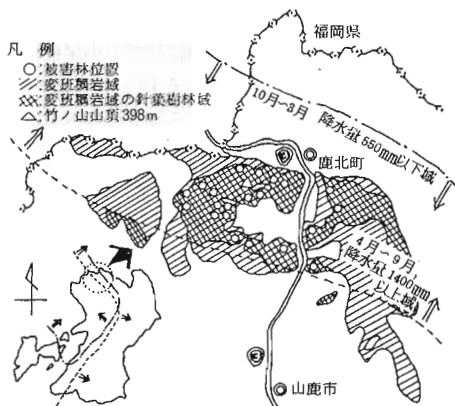 福岡県
凡 例
○:被害林位置
:変斑糲岩域
:変斑糲岩域の針葉樹林域
△:竹ノ山山頂398m
10月~3月 降水量550mm以下域
3
鹿北町
4月~9月
降水量1400mm
以上域
3
山鹿市